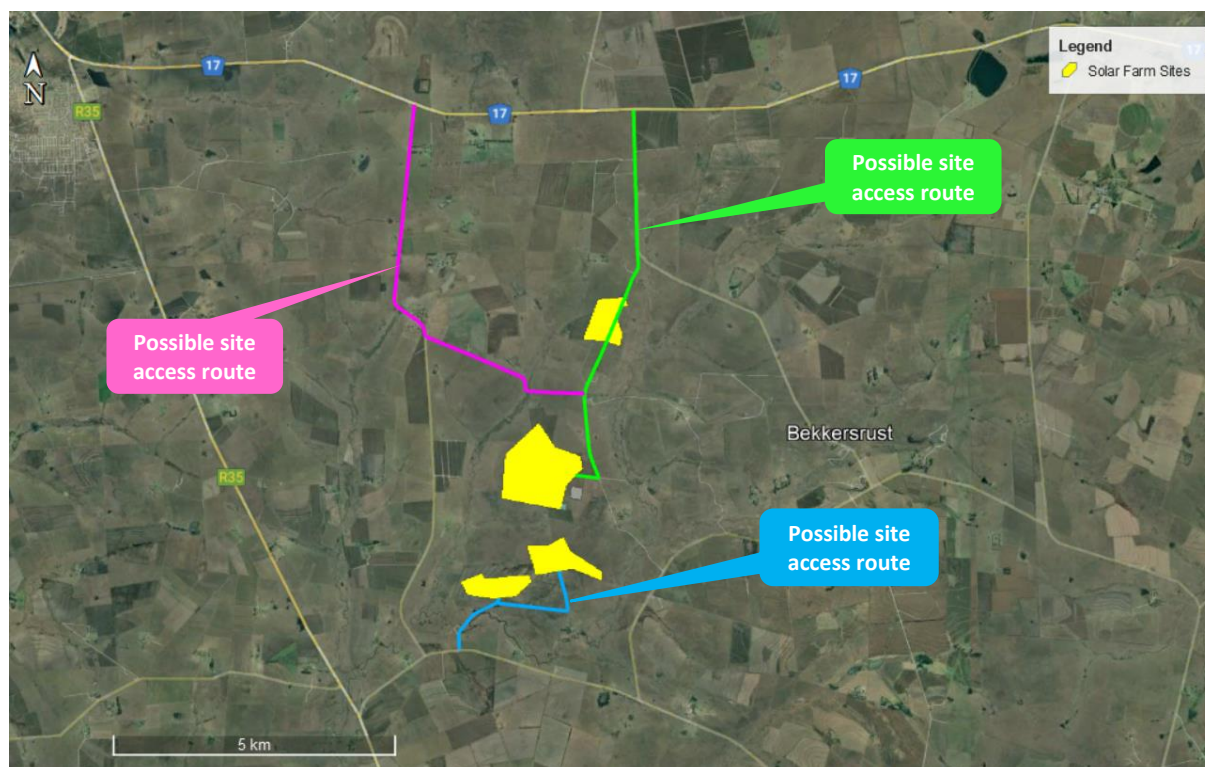 N
17
17
17
17
Legend
Solar Farm Sites
R35
Possible site
access route
Possible site
access route
Bekkersrust
R35
Possible site
access route
5 km